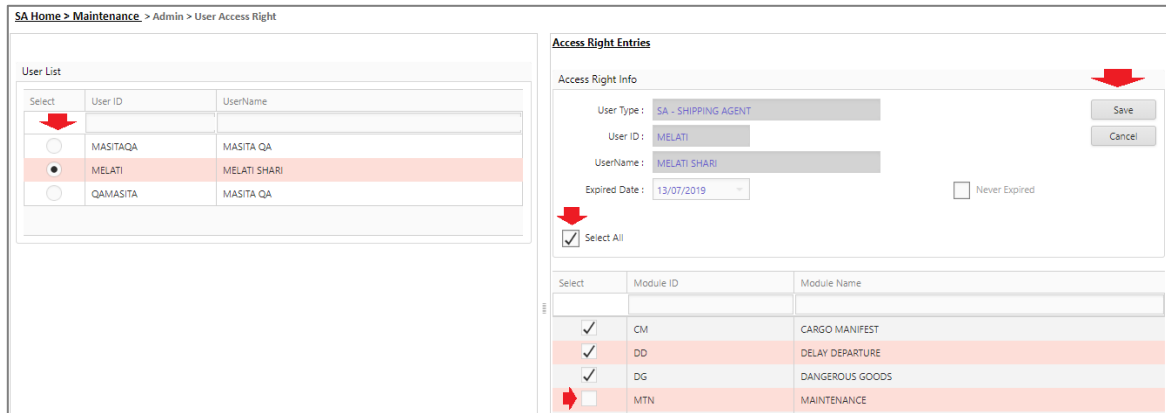 SA Home > Maintenance > Admin > User Access Right
User List
Select User ID UserName
MASITAQA MASITA QA
MELATI MELATI SHARI
QAMASITA MASITA QA
Access Right Entries
Access Right Info
User Type : SA - SHIPPING AGENT Save
User ID : MELATI Cancel
UserName : MELATI SHARI
Expired Date : 13/07/2019 Never Expired
Select All
Select Module ID Module Name
CM CARGO MANIFEST
DD DELAY DEPARTURE
DG DANGEROUS GOODS
MTN MAINTENANCE